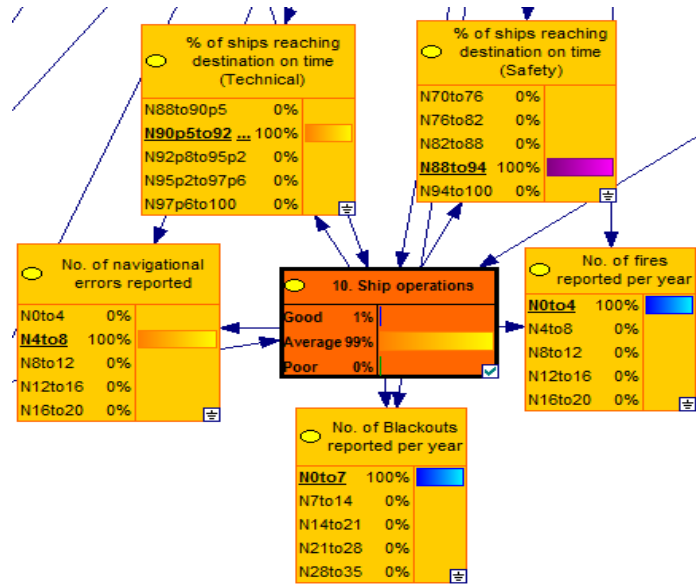 % of ships reaching
destination on time
(Technical)
N88to90p5 0%
N90p5to92 ... 100%
N92p8to95p2 0%
N95p2to97p6 0%
N97p6to100 0%
% of ships reaching
destination on time
(Safety)
N70to76 0%
N76to82 0%
N82to88 0%
N88to94 100%
N94to100 0%
No. of navigational
errors reported
N0to4 0%
N4to8 100%
N8to12 0%
N12to16 0%
N16to20 0%
10. Ship operations
Good 1%
Average 99%
Poor 0%
No. of fires
reported per year
N0to4 100%
N4to8 0%
N8to12 0%
N12to16 0%
N16to20 0%
No. of Blackouts
reported per year
N0to7 100%
N7to14 0%
N14to21 0%
N21to28 0%
N28to35 0%